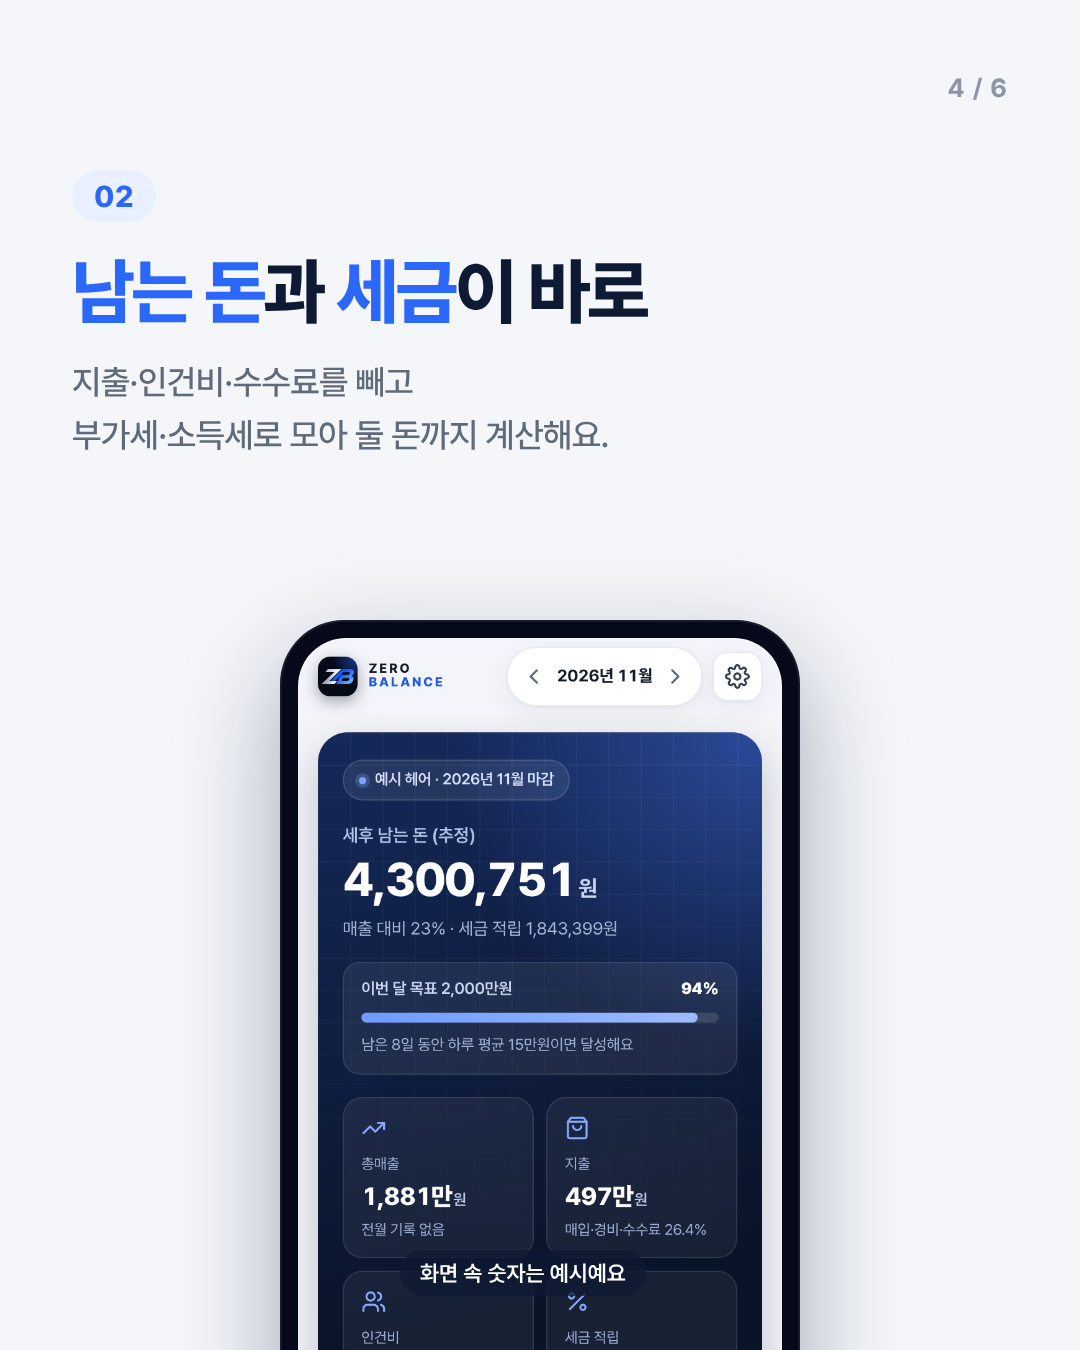 4 / 6
02
남는 돈과 세금이 바로
지출·인건비·수수료를 빼고
부가세·소득세로 모아 둘 돈까지 계산해요.
ZB
ZERO
BALANCE
2026년 11월
예시 헤어 · 2026년 11월 마감
세후 남는 돈 (추정)
4,300,751원
매출 대비 23% · 세금 적립 1,843,399원
이번 달 목표 2,000만원
94%
남은 8일 동안 하루 평균 15만원이면 달성해요
총매출
1,881만원
전월 기록 없음
지출
497만원
매입·경비·수수료 26.4%
화면 속 숫자는 예시예요
인건비
세금 적립